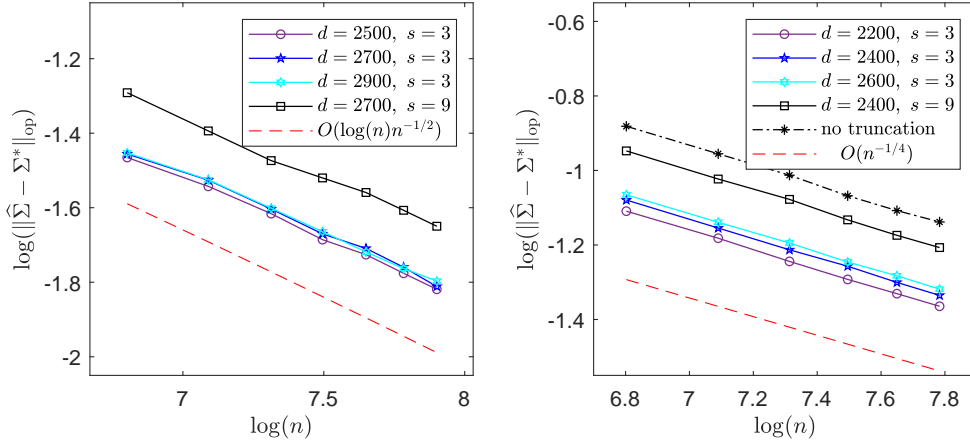 -1.2
-1.4
-1.6
-1.8
-2
log(‖Σ̂ − Σ*‖op)
7
7.5
8
log(n)
d = 2500, s = 3
d = 2700, s = 3
d = 2900, s = 3
d = 2700, s = 9
O(log(n)n^{-1/2})
-0.6
-0.8
-1
-1.2
-1.4
log(‖Σ̂ − Σ*‖op)
6.8
7
7.2
7.4
7.6
7.8
log(n)
d = 2200, s = 3
d = 2400, s = 3
d = 2600, s = 3
d = 2400, s = 9
no truncation
O(n^{-1/4})